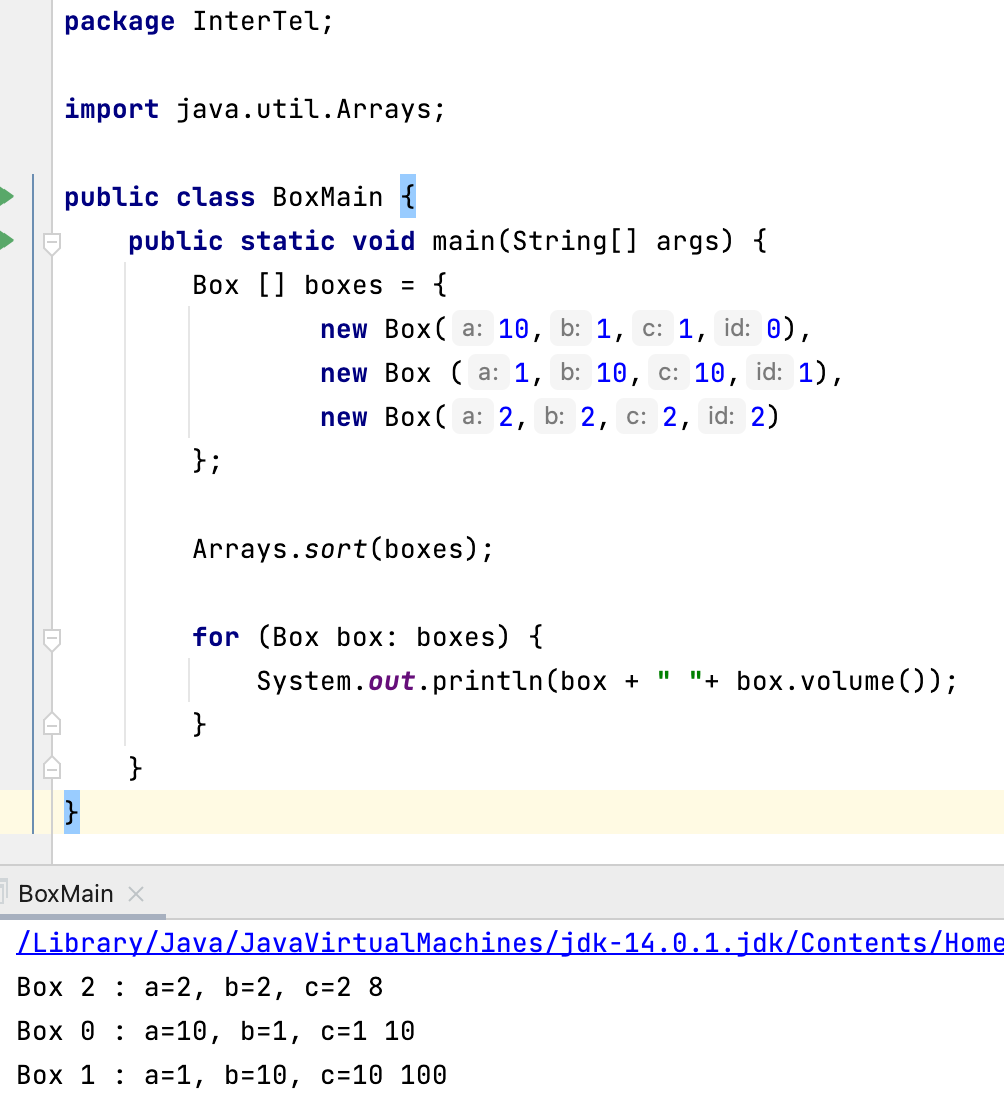 package InterTel;
import java.util.Arrays;
public class BoxMain {
public static void main(String[] args) {
Box [] boxes = {
new Box( a: 10, b: 1, c: 1, id: 0),
new Box ( a: 1, b: 10, c: 10, id: 1),
new Box( a: 2, b: 2, c: 2, id: 2)
};
Arrays.sort(boxes);
for (Box box: boxes) {
System.out.println(box + " "+ box.volume());
}
}
}
BoxMain
/Library/Java/JavaVirtualMachines/jdk-14.0.1.jdk/Contents/Home
Box 2 : a=2, b=2, c=2 8
Box 0 : a=10, b=1, c=1 10
Box 1 : a=1, b=10, c=10 100